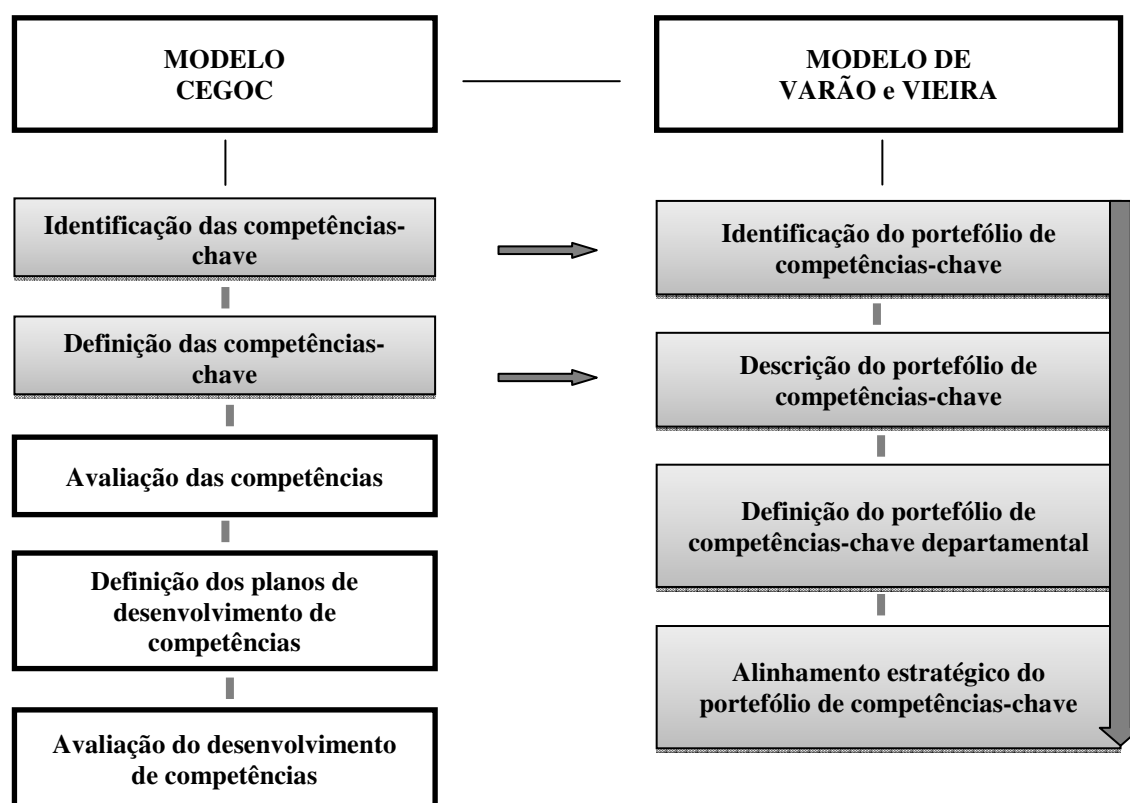 MODELO
CEGOC
MODELO DE
VARÃO e VIEIRA
Identificação das competências-
chave
Identificação do portefólio de
competências-chave
Definição das competências-
chave
Descrição do portefólio de
competências-chave
Avaliação das competências
Definição do portefólio de
competências-chave departamental
Definição dos planos de
desenvolvimento de
competências
Alinhamento estratégico do
portefólio de competências-chave
Avaliação do desenvolvimento
de competências